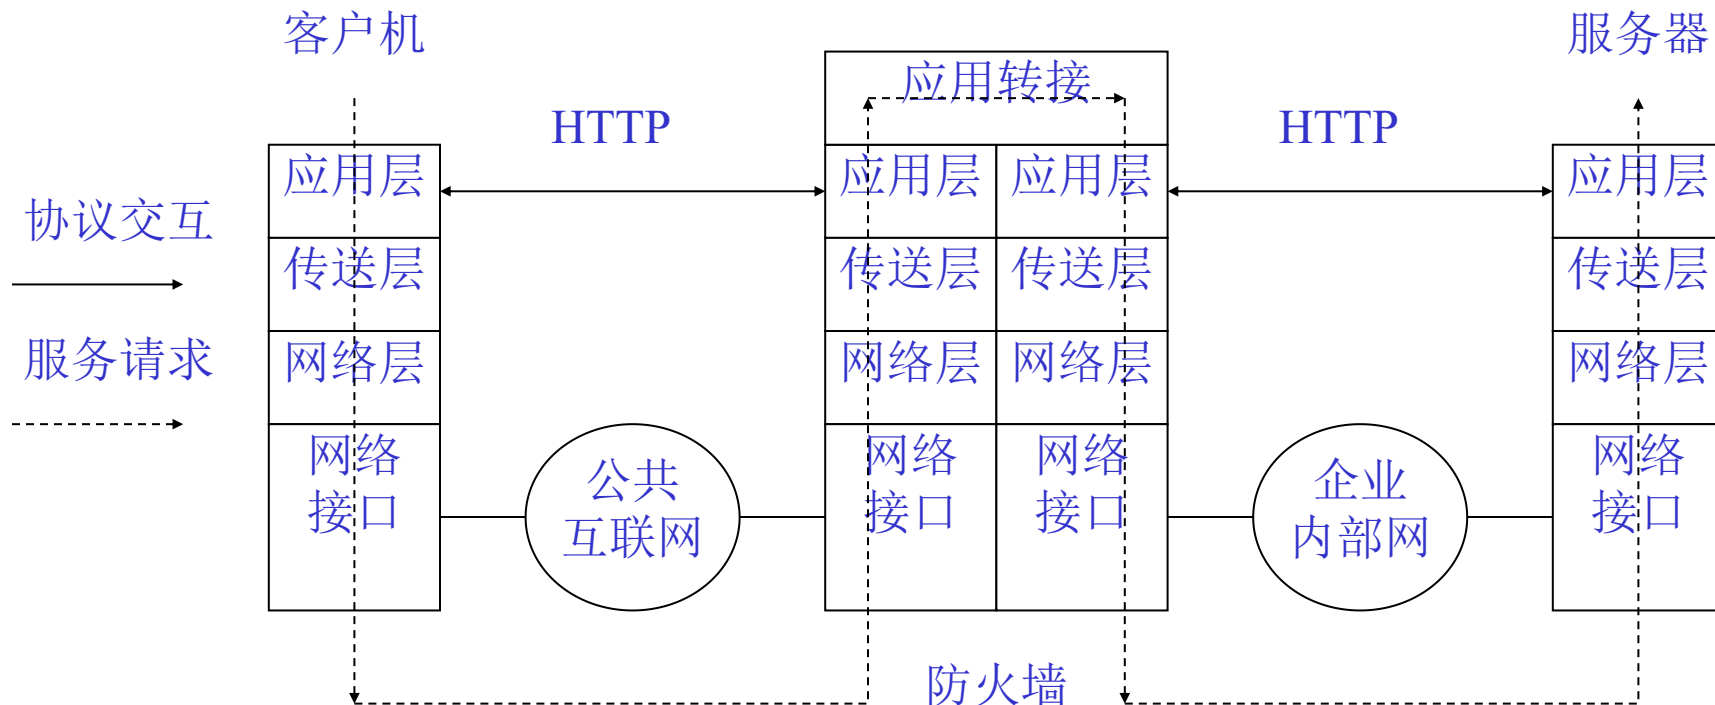 客户机
服务器
应用转接
HTTP
HTTP
应用层
应用层
应用层
应用层
协议交互
传送层
传送层
传送层
传送层
服务请求
网络层
网络层
网络层
网络层
网络
接口
公共
互联网
网络
接口
网络
接口
企业
内部网
网络
接口
防火墙